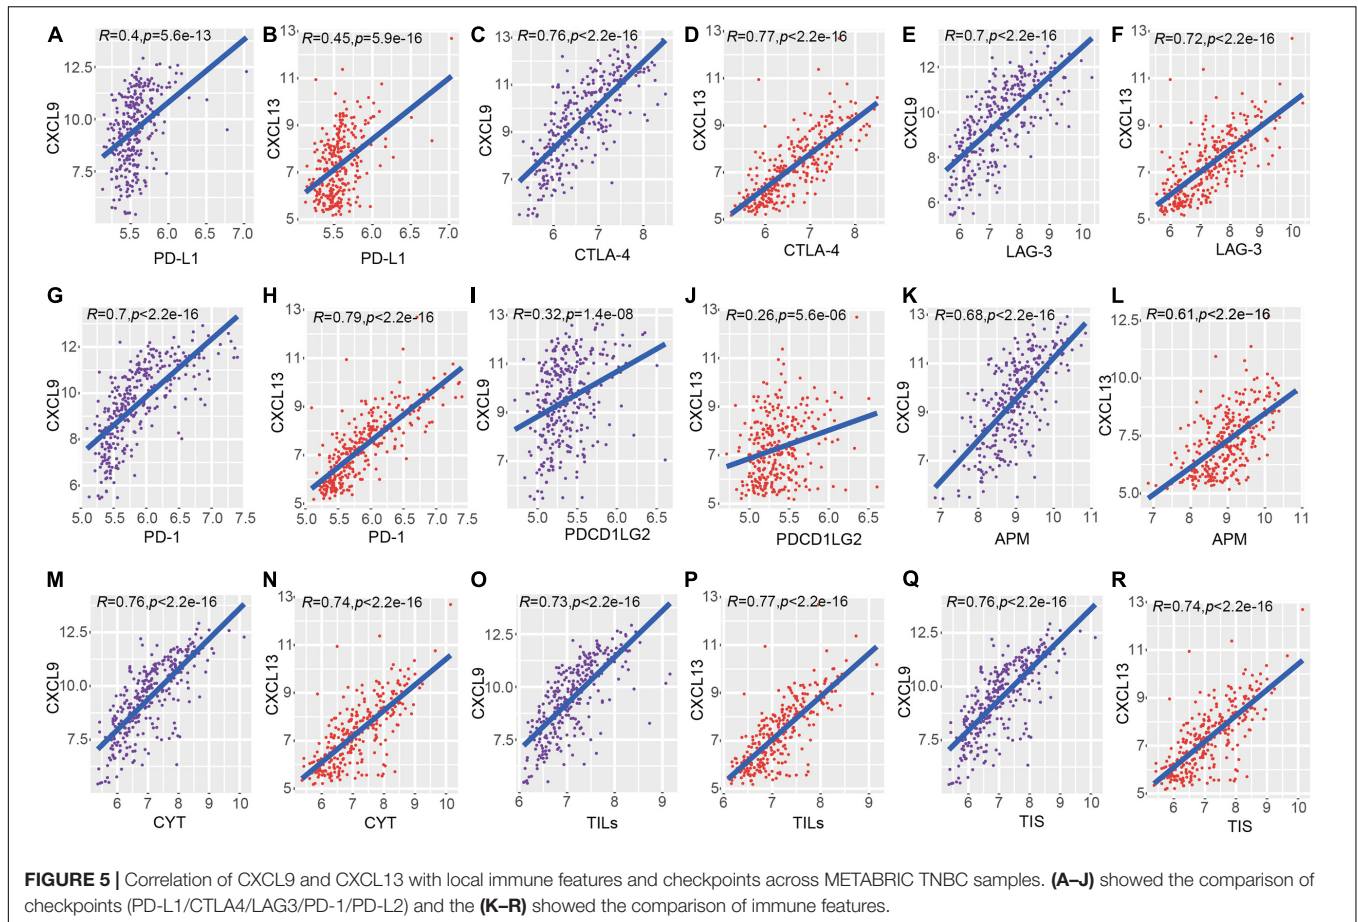 A
R=0.4,p=5.6e-13
CXCL9
12.5
10.0
7.5
5.5 6.0 6.5 7.0
PD-L1
B
R=0.45,p=5.9e-16
CXCL13
13
11
9
7
5
5.5 6.0 6.5 7.0
PD-L1
C
R=0.76,p<2.2e-16
CXCL9
13
11
9
7
6 7 8
CTLA-4
D
R=0.77,p<2.2e-16
CXCL13
13
11
9
7
5
6 7 8
CTLA-4
E
R=0.7,p<2.2e-16
CXCL9
12
10
8
6
6 7 8 9 10
LAG-3
F
R=0.72,p<2.2e-16
CXCL13
13
11
9
7
5
6 7 8 9 10
LAG-3
G
R=0.7,p<2.2e-16
CXCL9
12
10
8
6
5.0 5.5 6.0 6.5 7.0 7.5
PD-1
H
R=0.79,p<2.2e-16
CXCL13
13
11
9
7
5
5.0 5.5 6.0 6.5 7.0 7.5
PD-1
I
R=0.32,p=1.4e-08
CXCL9
13
11
9
7
5.0 5.5 6.0 6.5
PDCD1LG2
J
R=0.26,p=5.6e-06
CXCL13
13
11
9
7
5
5.0 5.5 6.0 6.5
PDCD1LG2
K
R=0.68,p<2.2e-16
CXCL9
13
11
9
7
7 8 9 10 11
APM
L
R=0.61,p<2.2e−16
CXCL13
12.5
10.0
7.5
5.0
7 8 9 10 11
APM
M
R=0.76,p<2.2e-16
CXCL9
12.5
10.0
7.5
6 7 8 9 10
CYT
N
R=0.74,p<2.2e-16
CXCL13
13
11
9
7
5
6 7 8 9 10
CYT
O
R=0.73,p<2.2e-16
CXCL9
12.5
10.0
7.5
6 7 8 9
TILs
P
R=0.77,p<2.2e-16
CXCL13
13
11
9
7
5
6 7 8 9
TILs
Q
R=0.76,p<2.2e-16
CXCL9
12.5
10.0
7.5
6 7 8 9 10
TIS
R
R=0.74,p<2.2e-16
CXCL13
13
11
9
7
5
6 7 8 9 10
TIS
FIGURE 5 | Correlation of CXCL9 and CXCL13 with local immune features and checkpoints across METABRIC TNBC samples. (A–J) showed the comparison of
checkpoints (PD-L1/CTLA4/LAG3/PD-1/PD-L2) and the (K–R) showed the comparison of immune features.